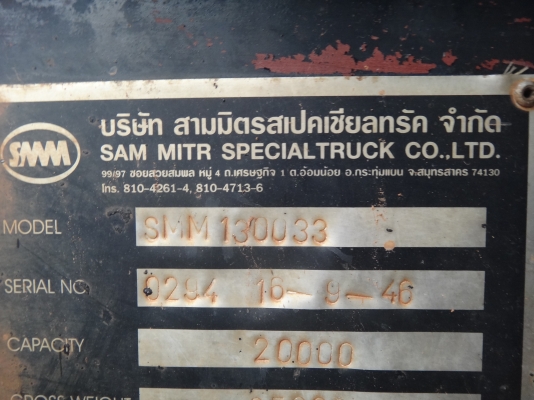 SMM
บริษัท สามมิตรสเปคเชียลทรัค จำกัด
SAM MITR SPECIALTRUCK CO.,LTD.
99/97 ซอยสวนสมพล หมู่ 4 ถ.เศรษฐกิจ 1 ต.อ้อมน้อย อ.กระทุ่มแบน จ.สมุทรสาคร 74130
โทร. 810-4261-4, 810-4713-6
MODEL SMM130033
SERIAL NO 0294 16-9-46
CAPACITY 20000
GROSS WEIGHT